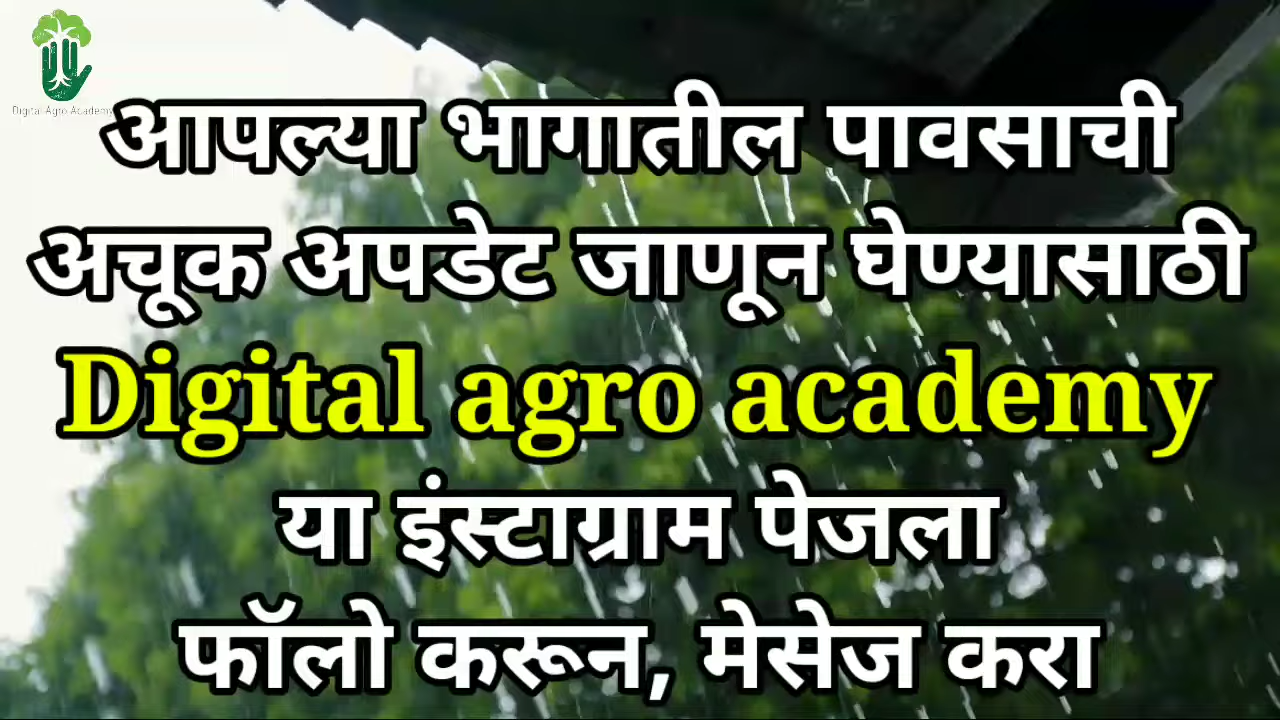 Digital Agro Academy
आपल्या भागातील पावसाची
अचूक अपडेट जाणून घेण्यासाठी
Digital agro academy
या इंस्टाग्राम पेजला
फॉलो करून, मेसेज करा